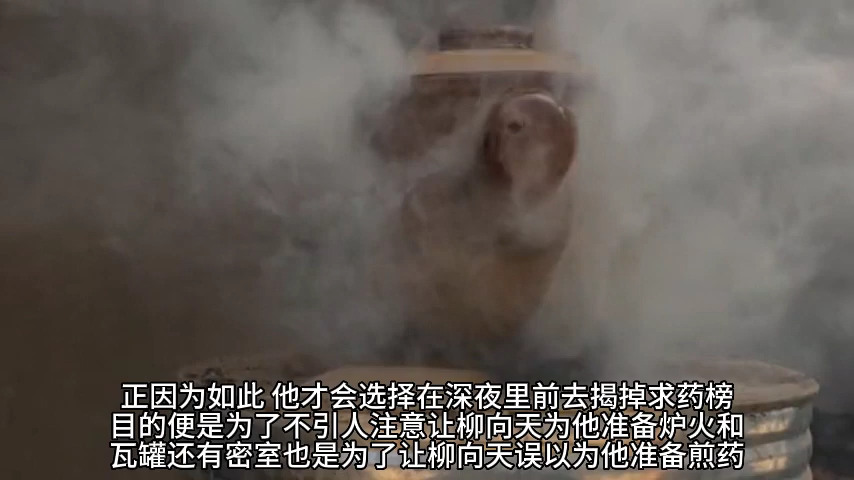 正因为如此 他才会选择在深夜里前去揭掉求药榜
目的便是为了不引人注意让柳向天为他准备炉火和
瓦罐还有密室也是为了让柳向天误以为他准备煎药